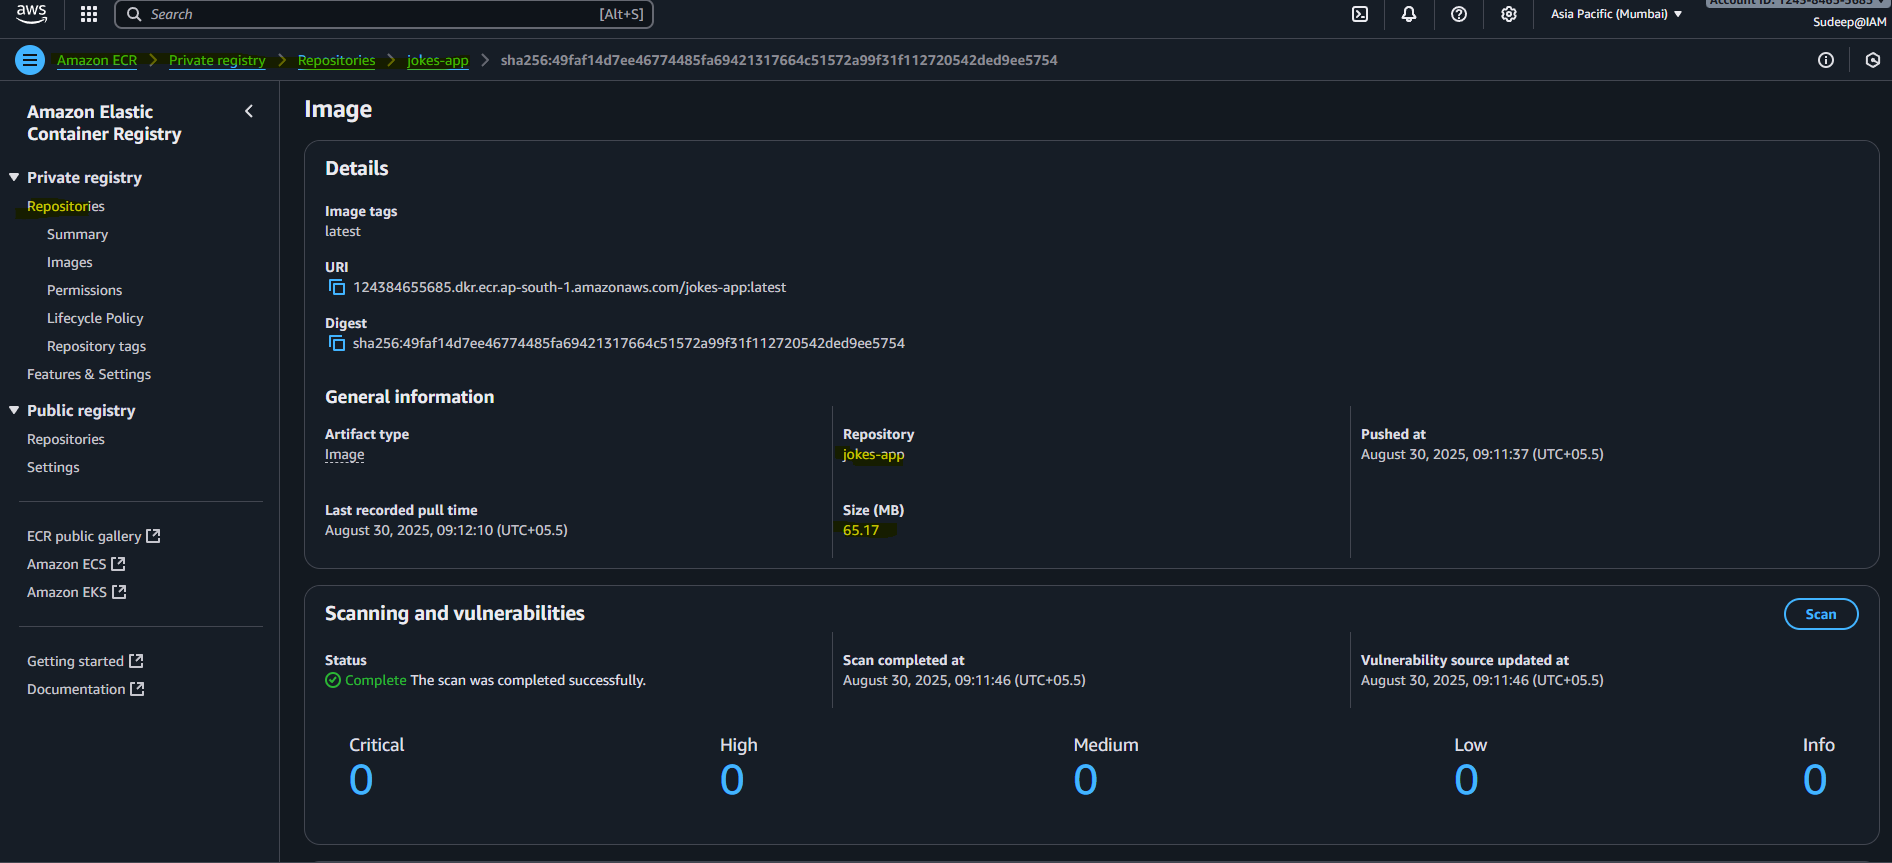 aws
Search
[Alt+S]
Asia Pacific (Mumbai)
Account ID: 1243-8465-5685
Sudeep@IAM
Amazon ECR
Private registry
Repositories
jokes-app
sha256:49faf14d7ee46774485fa69421317664c51572a99f31f112720542ded9ee5754
Amazon Elastic
Container Registry
Private registry
Repositories
Summary
Images
Permissions
Lifecycle Policy
Repository tags
Features & Settings
Public registry
Repositories
Settings
ECR public gallery
Amazon ECS
Amazon EKS
Getting started
Documentation
Image
Details
Image tags
latest
URI
124384655685.dkr.ecr.ap-south-1.amazonaws.com/jokes-app:latest
Digest
sha256:49faf14d7ee46774485fa69421317664c51572a99f31f112720542ded9ee5754
General information
Artifact type
Image
Repository
jokes-app
Pushed at
August 30, 2025, 09:11:37 (UTC+05.5)
Last recorded pull time
August 30, 2025, 09:12:10 (UTC+05.5)
Size (MB)
65.17
Scanning and vulnerabilities
Scan
Status
Complete The scan was completed successfully.
Scan completed at
August 30, 2025, 09:11:46 (UTC+05.5)
Vulnerability source updated at
August 30, 2025, 09:11:46 (UTC+05.5)
Critical
0
High
0
Medium
0
Low
0
Info
0